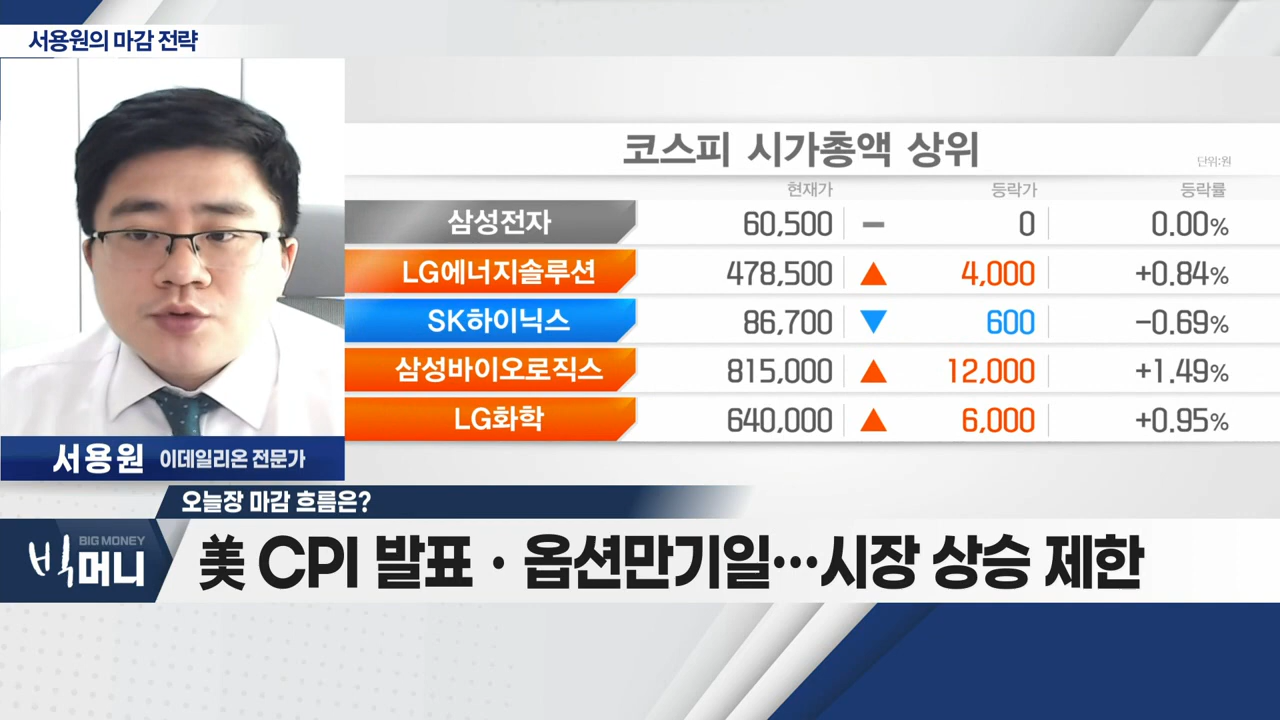 서용원의 마감 전략
코스피 시가총액 상위
단위:원
현재가 등락가 등락률
삼성전자 60,500 0 0.00%
LG에너지솔루션 478,500 ▲ 4,000 +0.84%
SK하이닉스 86,700 ▼ 600 -0.69%
삼성바이오로직스 815,000 ▲ 12,000 +1.49%
LG화학 640,000 ▲ 6,000 +0.95%
서용원 이데일리온 전문가
오늘장 마감 흐름은?
BIG MONEY
빅머니
美 CPI 발표·옵션만기일…시장 상승 제한